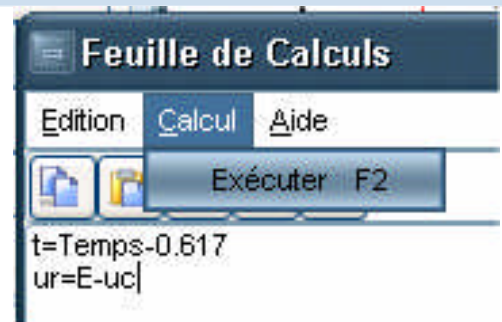 Feuille de Calculs
Edition Calcul Aide
Exécuter F2
t=Temps-0.617
ur=E-uc